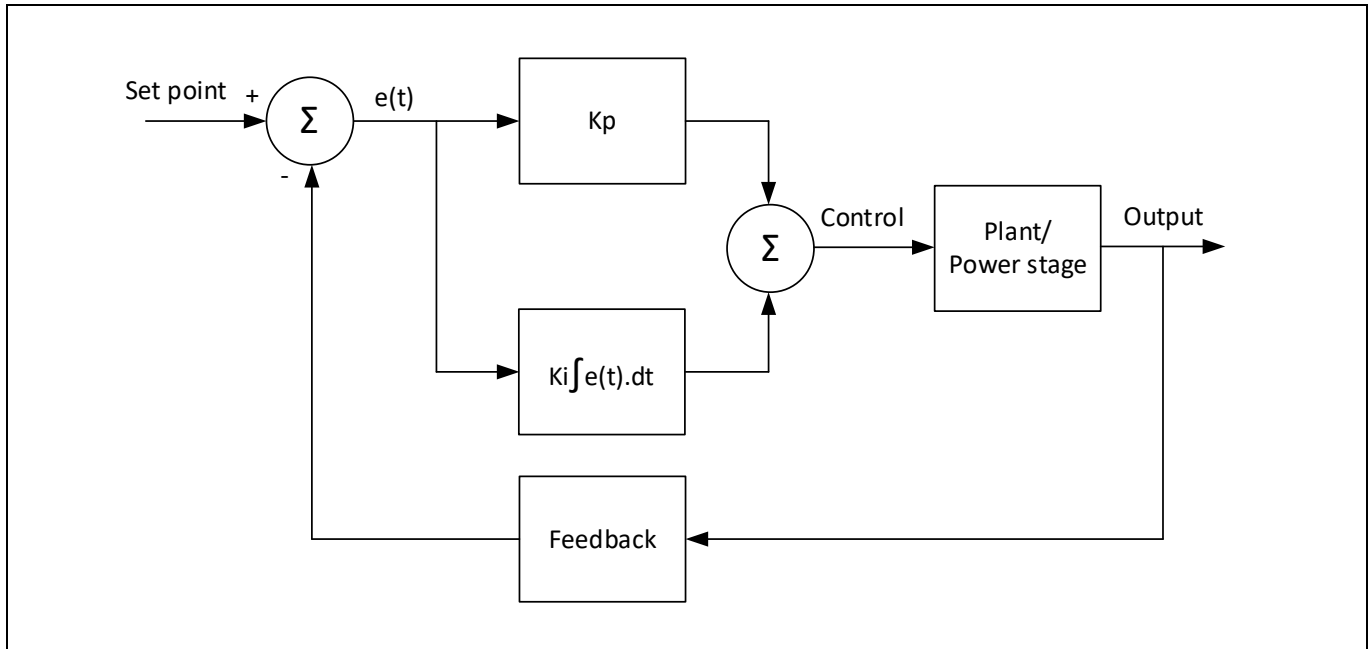 Set point
+
Σ
-
e(t)
Kp
Ki∫e(t).dt
Σ
Control
Plant/
Power stage
Output
Feedback